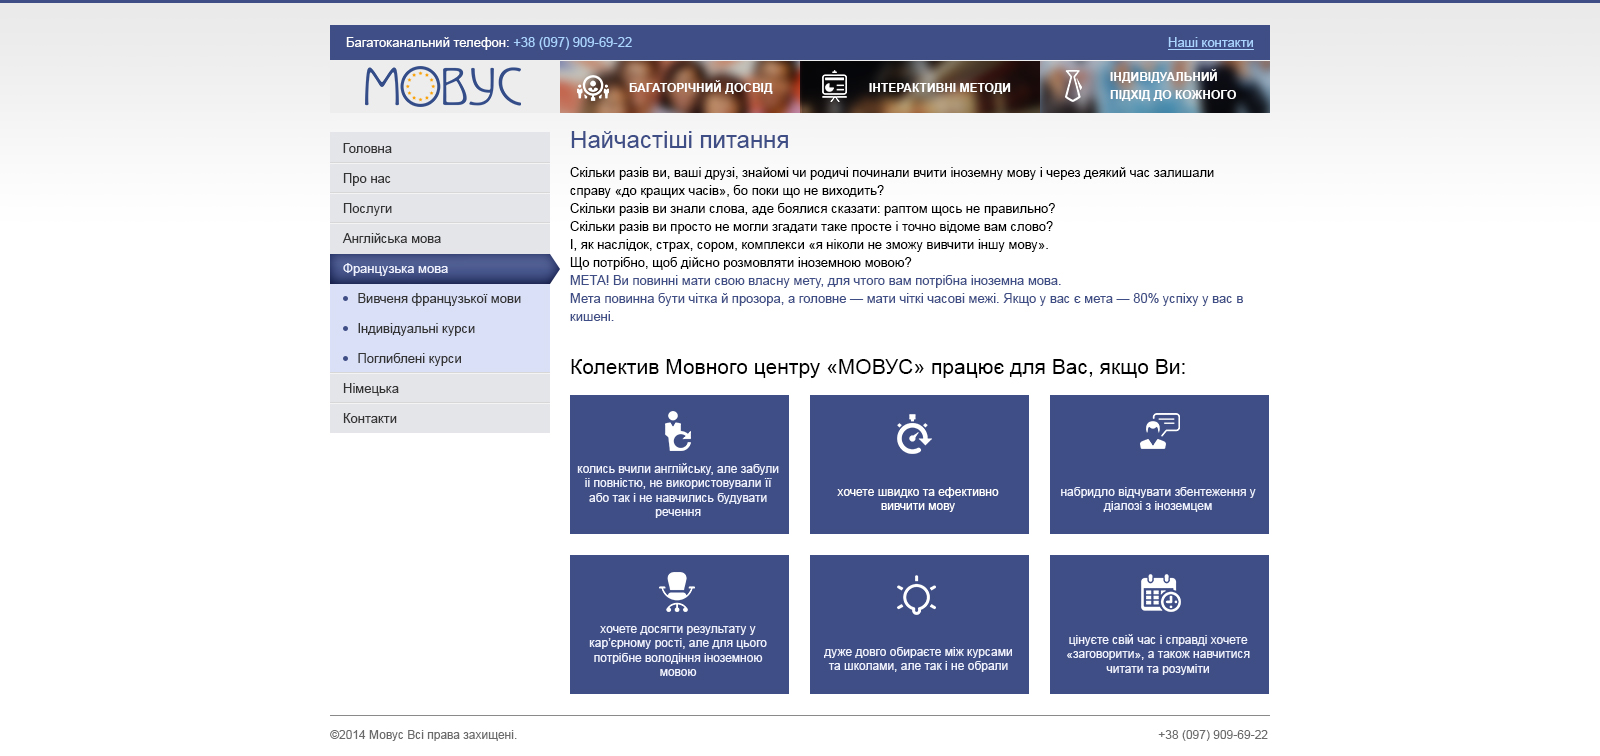 Багатоканальний телефон: +38 (097) 909-69-22
Наші контакти
МОВУС
БАГАТОРІЧНИЙ ДОСВІД
ІНТЕРАКТИВНІ МЕТОДИ
ІНДИВІДУАЛЬНИЙ
ПІДХІД ДО КОЖНОГО
Головна
Про нас
Послуги
Англійська мова
Французька мова
Вивченя французької мови
Індивідуальні курси
Поглиблені курси
Німецька
Контакти
Найчастіші питання
Скільки разів ви, ваші друзі, знайомі чи родичі починали вчити іноземну мову і через деякий час залишали
справу «до кращих часів», бо поки що не виходить?
Скільки разів ви знали слова, аде боялися сказати: раптом щось не правильно?
Скільки разів ви просто не могли згадати таке просте і точно відоме вам слово?
І, як наслідок, страх, сором, комплекси «я ніколи не зможу вивчити іншу мову».
Що потрібно, щоб дійсно розмовляти іноземною мовою?
МЕТА! Ви повинні мати свою власну мету, для чтого вам потрібна іноземна мова.
Мета повинна бути чітка й прозора, а головне — мати чіткі часові межі. Якщо у вас є мета — 80% успіху у вас в
кишені.
Колектив Мовного центру «МОВУС» працює для Вас, якщо Ви:
колись вчили англійську, але забули
її повністю, не використовували її
або так і не навчились будувати
речення
хочете швидко та ефективно
вивчити мову
набридло відчувати збентеження у
діалозі з іноземцем
хочете досягти результату у
кар'єрному рості, але для цього
потрібне володіння іноземною
мовою
дуже довго обираєте між курсами
та школами, але так і не обрали
цінуєте свій час і справді хочете
«заговорити», а також навчитися
читати та розуміти
©2014 Мовус Всі права захищені.
+38 (097) 909-69-22